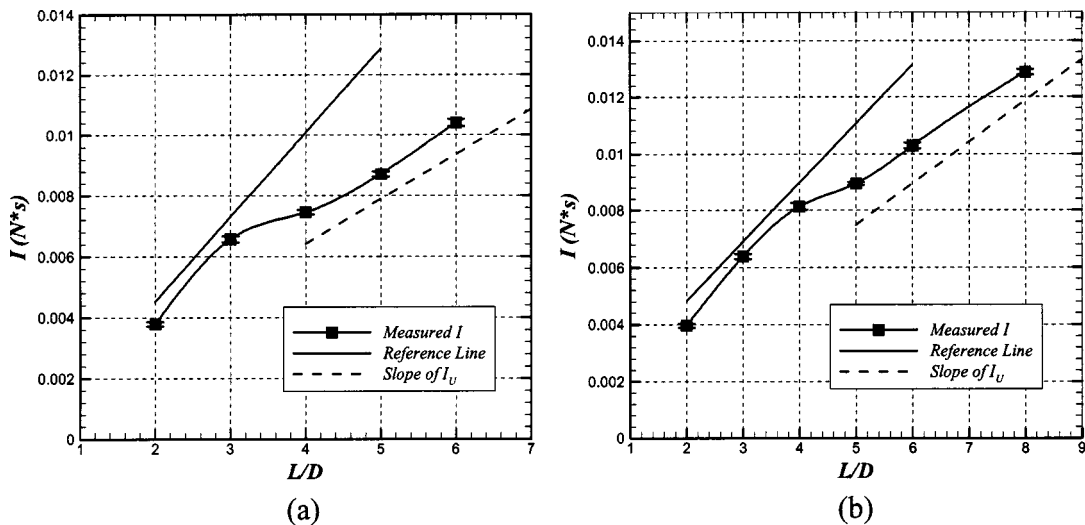 0.014
0.012
0.01
0.008
0.006
0.004
0.002
0
I (N*s)
Measured I
Reference Line
Slope of I_U
1 2 3 4 5 6 7
L/D
(a)
0.014
0.012
0.01
0.008
0.006
0.004
0.002
0
I (N*s)
Measured I
Reference Line
Slope of I_U
1 2 3 4 5 6 7 8 9
L/D
(b)